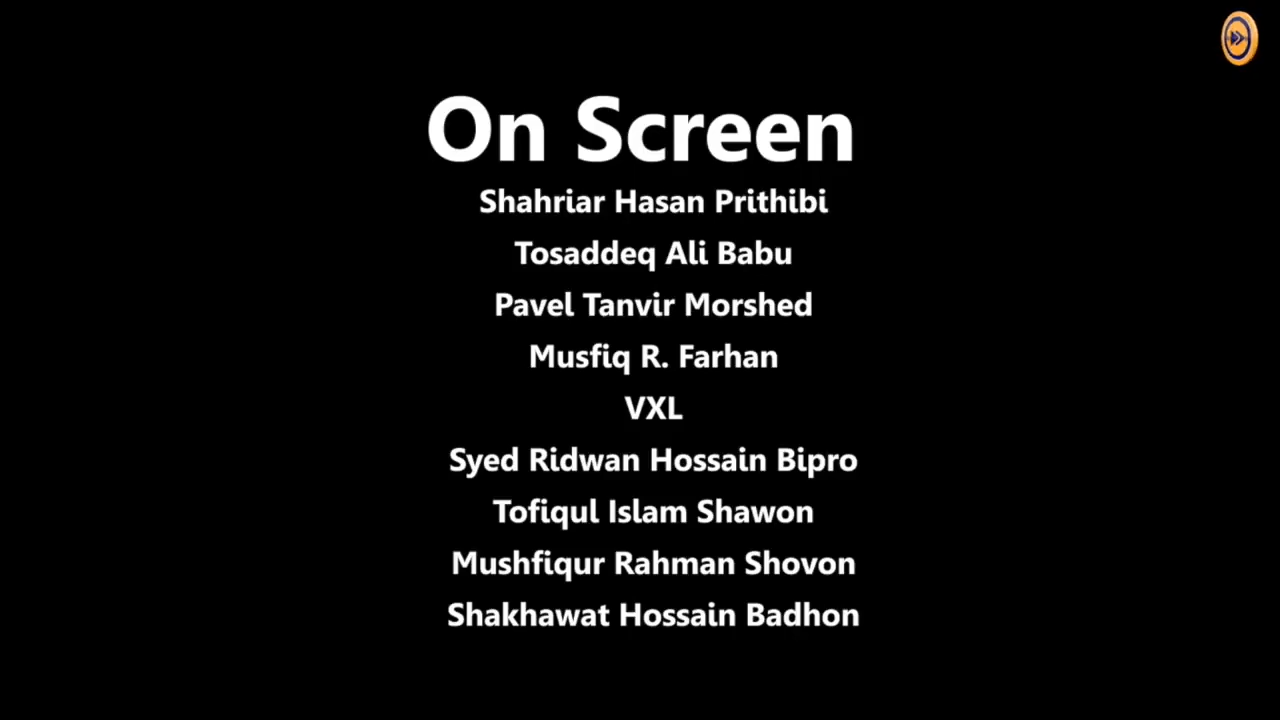 On Screen
Shahriar Hasan Prithibi
Tosaddeq Ali Babu
Pavel Tanvir Morshed
Musfiq R. Farhan
VXL
Syed Ridwan Hossain Bipro
Tofiqul Islam Shawon
Mushfiqur Rahman Shovon
Shakhawat Hossain Badhon